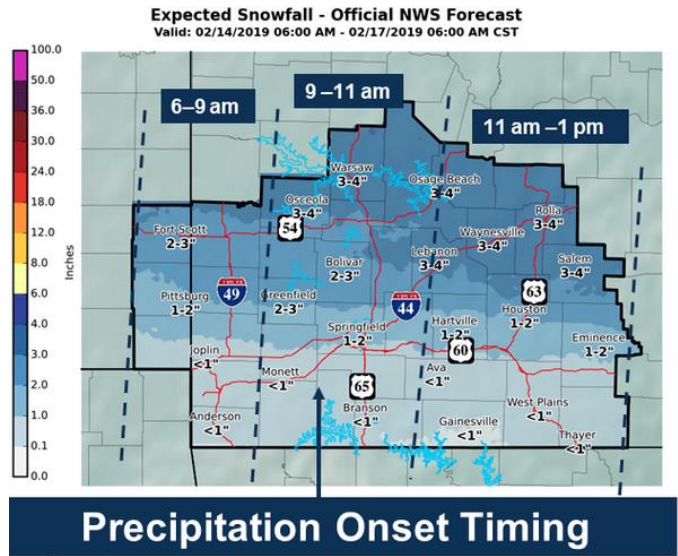 Expected Snowfall - Official NWS Forecast
Valid: 02/14/2019 06:00 AM - 02/17/2019 06:00 AM CST
6–9 am
9–11 am
11 am–1 pm
100.0
50.0
36.0
30.0
24.0
18.0
12.0
8.0
6.0
4.0
3.0
2.0
1.0
0.1
0.0
Inches
Warsaw
3-4"
Osage Beach
3-4"
Osceola
3-4"
54
Fort Scott
2-3"
Rolla
3-4"
Waynesville
3-4"
Lebanon
3-4"
Bolivar
2-3"
Salem
3-4"
49
44
63
Pittsburg
1-2"
Greenfield
2-3"
Houston
1-2"
Springfield
1-2"
Hartville
1-2"
60
Eminence
1-2"
Joplin
<1"
Monett
<1"
65
Ava
<1"
Anderson
<1"
Branson
<1"
Gainesville
<1"
West Plains
<1"
Thayer
<1"
Precipitation Onset Timing